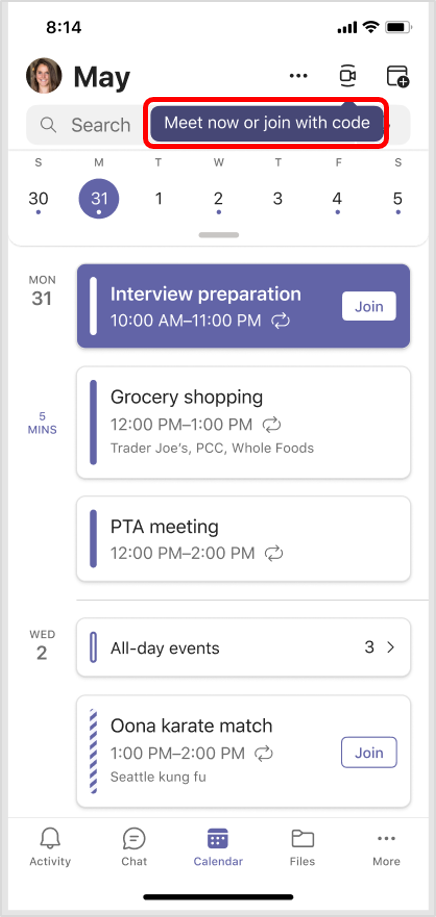 8:14
May
Search
Meet now or join with code
S M T W T F S
30 31 1 2 3 4 5
MON
31
Interview preparation
10:00 AM–11:00 PM
Join
5
MINS
Grocery shopping
12:00 PM–1:00 PM
Trader Joe's, PCC, Whole Foods
PTA meeting
12:00 PM–2:00 PM
WED
2
All-day events
3
Oona karate match
1:00 PM–2:00 PM
Seattle kung fu
Join
Activity Chat Calendar Files More